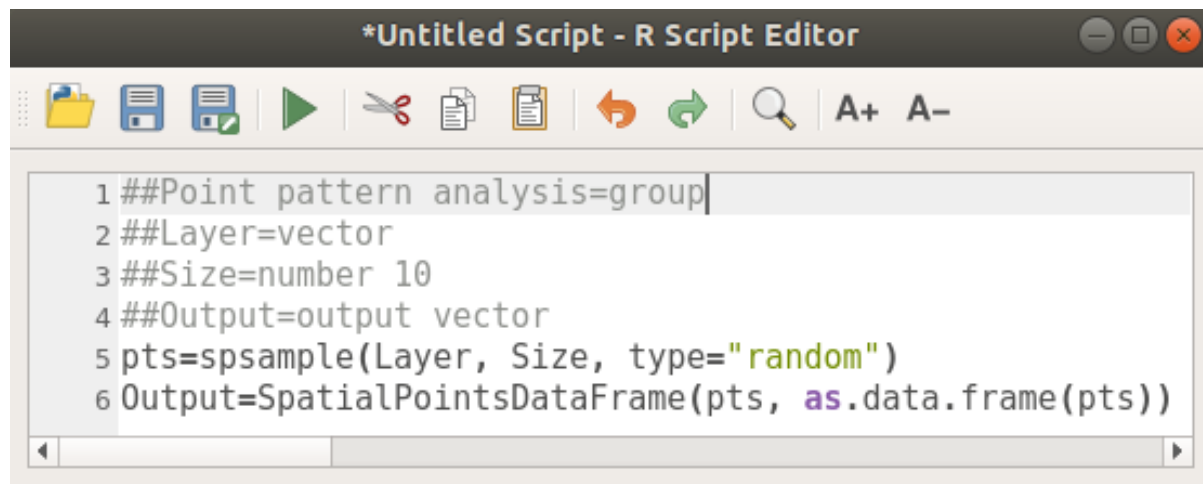 *Untitled Script - R Script Editor
A+ A-
1 ##Point pattern analysis=group
2 ##Layer=vector
3 ##Size=number 10
4 ##Output=output vector
5 pts=spsample(Layer, Size, type="random")
6 Output=SpatialPointsDataFrame(pts, as.data.frame(pts))